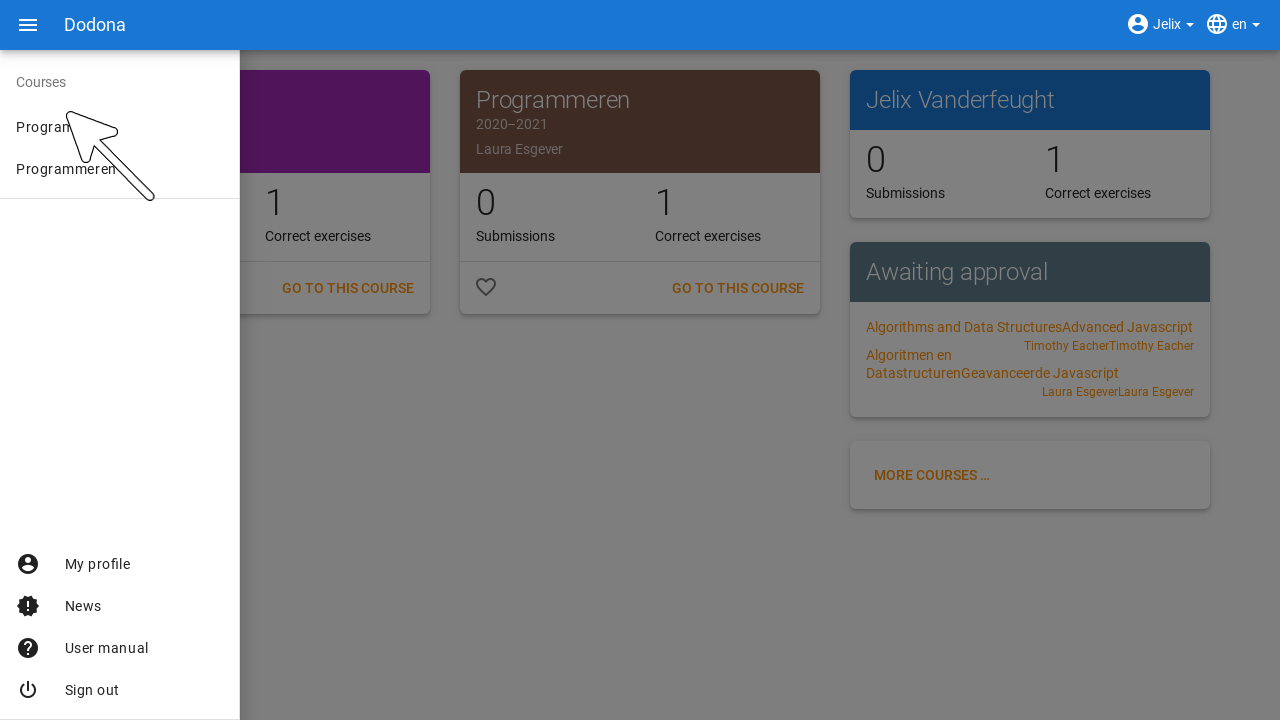 Dodona
Jelix
en
Courses
Programmeren
My profile
News
User manual
Sign out
1
Correct exercises
GO TO THIS COURSE
Programmeren
2020–2021
Laura Esgever
0
Submissions
1
Correct exercises
GO TO THIS COURSE
Jelix Vanderfeught
0
Submissions
1
Correct exercises
Awaiting approval
Algorithms and Data StructuresAdvanced Javascript
Timothy EacherTimothy Eacher
Algoritmen en
DatastructurenGeavanceerde Javascript
Laura EsgeverLaura Esgever
MORE COURSES …